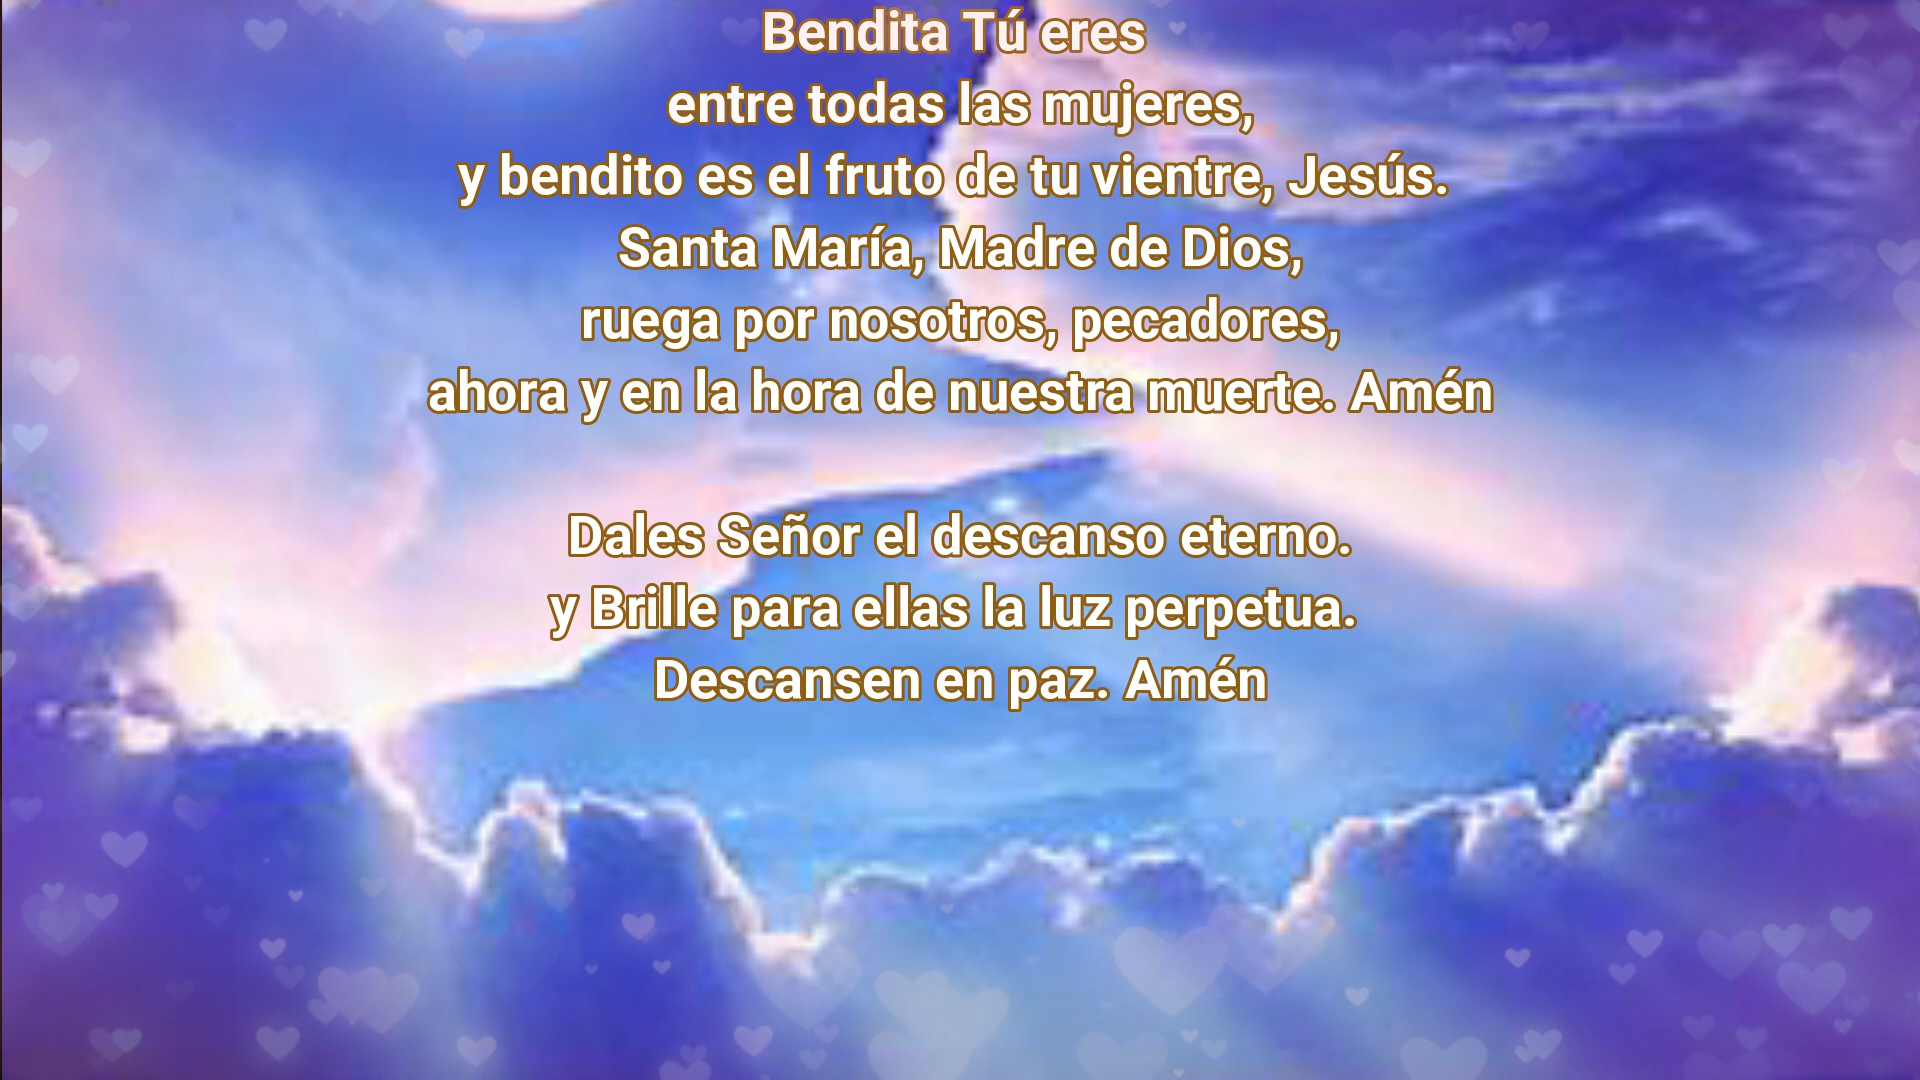 Bendita Tú eres
entre todas las mujeres,
y bendito es el fruto de tu vientre, Jesús.
Santa María, Madre de Dios,
ruega por nosotros, pecadores,
ahora y en la hora de nuestra muerte. Amén
Dales Señor el descanso eterno.
y Brille para ellas la luz perpetua.
Descansen en paz. Amén